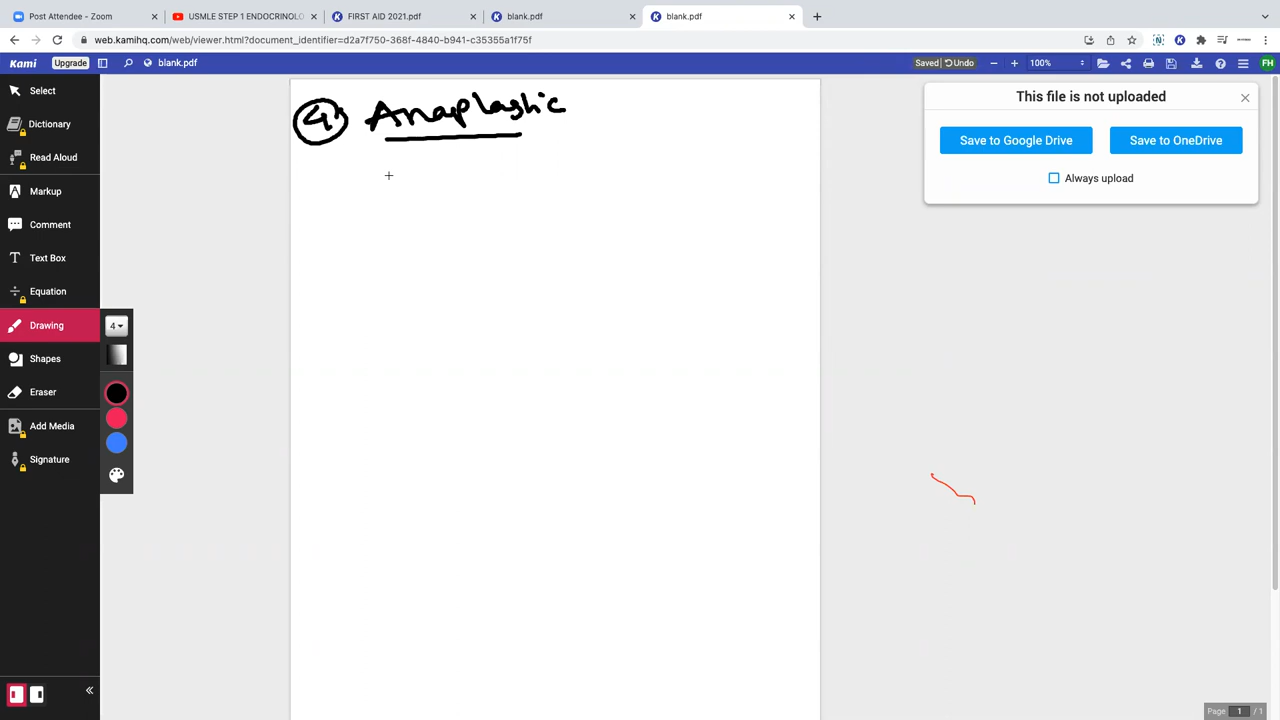 Post Attendee - Zoom
USMLE STEP 1 ENDOCRINOL
FIRST AID 2021.pdf
blank.pdf
blank.pdf
web.kamihq.com/web/viewer.html?document_identifier=d2a7f750-368f-4840-b941-c35355a1f75f
Kami
Upgrade
blank.pdf
Saved
Undo
100%
FH
Select
Dictionary
Read Aloud
Markup
Comment
Text Box
Equation
Drawing
Shapes
Eraser
Add Media
Signature
4
4 Anaplastic
This file is not uploaded
Save to Google Drive
Save to OneDrive
Always upload
Page 1 / 1